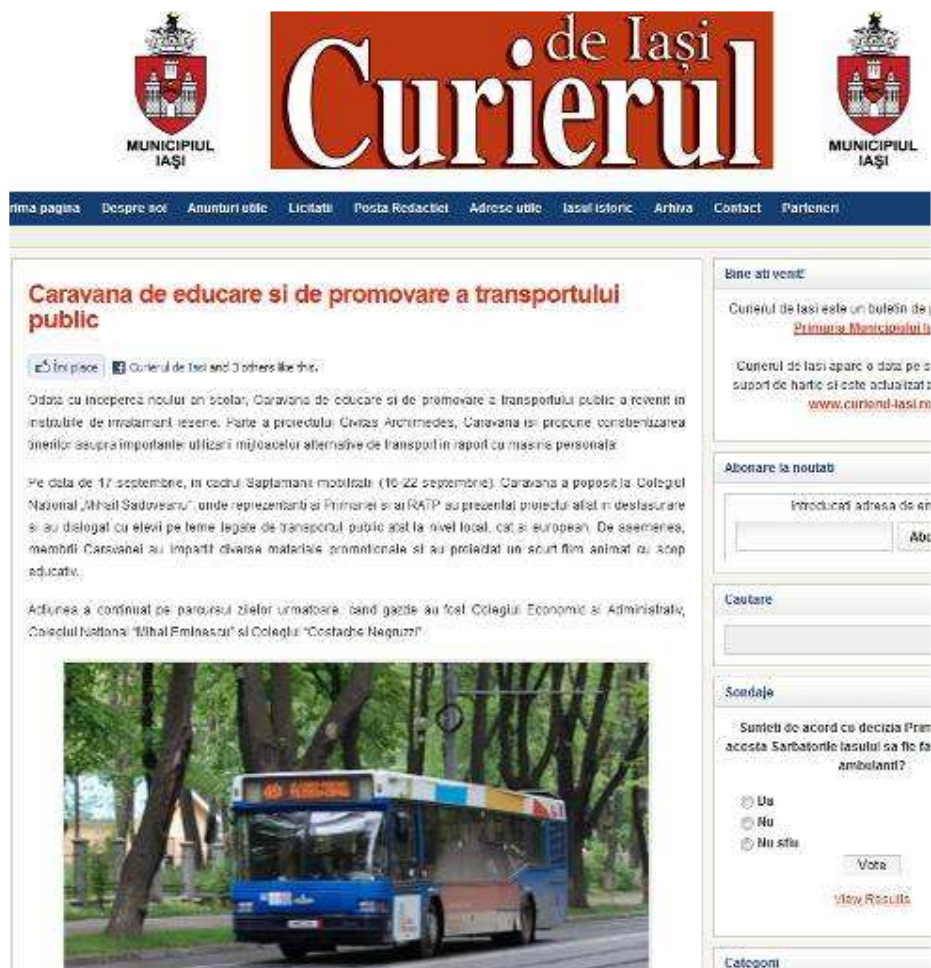 de Iași
Curierul
MUNICIPIUL
IAȘI
MUNICIPIUL
IAȘI
rima pagina Despre noi Anunturi utile Licitatii Posta Redactiei Adrese utile Iasul istoric Arhiva Contact Parteneri
Caravana de educare si de promovare a transportului
public
Îmi place Curierul de Iasi and 3 others like this.
Odata cu inceperea noului an scolar, Caravana de educare si de promovare a transportului public a revenit in
institutiile de invatamant iesene. Parte a proiectului Civitas Archimedes, Caravana isi propune constientizarea
tinerilor asupra importantei utilizarii mijloacelor alternative de transport in raport cu masina personala.
Pe data de 17 septembrie, in cadrul Saptamanii mobilitatii (16-22 septembrie), Caravana a poposit la Colegiul
National „Mihail Sadoveanu”, unde reprezentanti ai Primariei si ai RATP au prezentat proiectul aflat in desfasurare
si au dialogat cu elevii pe teme legate de transportul public atat la nivel local, cat si european. De asemenea,
membrii Caravanei au impartit diverse materiale promotionale si au proiectat un scurt film animat cu scop
educativ.
Actiunea a continuat pe parcursul zilelor urmatoare, cand gazde au fost Colegiul Economic si Administrativ,
Colegiul National "Mihai Eminescu" si Colegiul "Costache Negruzzi".
Bine ati venit!
Curierul de Iasi este un buletin de
Primaria Municipiului
Curierul de Iasi apare o data pe s
suport de hartie si este actualizat
www.curierul-iasi.ro
Abonare la noutati
Introduceti adresa de em
Abo
Cautare
Sondaje
Sunteti de acord cu decizia Prim
acosta Sarbatorile Iasului sa fie fa
ambulanti?
Da
Nu
Nu stiu
Vote
View Results
Categorii